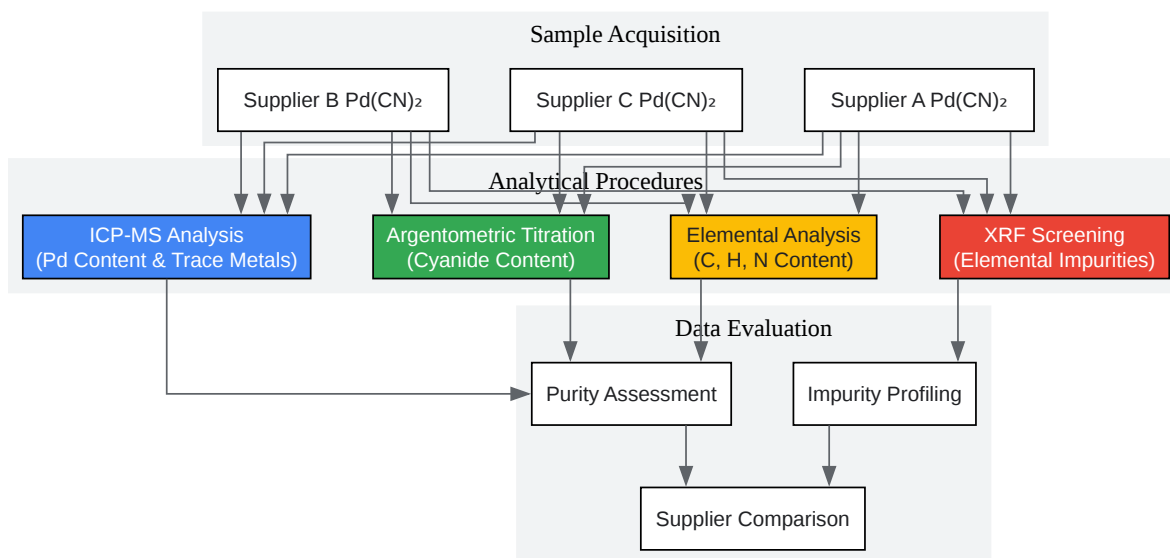 Sample Acquisition
Supplier B Pd(CN)₂
Supplier C Pd(CN)₂
Supplier A Pd(CN)₂
Analytical Procedures
ICP-MS Analysis
(Pd Content & Trace Metals)
Argentometric Titration
(Cyanide Content)
Elemental Analysis
(C, H, N Content)
XRF Screening
(Elemental Impurities)
Data Evaluation
Purity Assessment
Impurity Profiling
Supplier Comparison